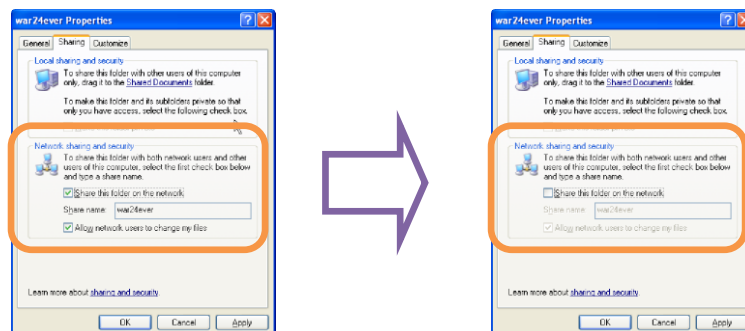 war24ever Properties
General Sharing Customize
Local sharing and security
To share this folder with other users of this computer
only, drag it to the Shared Documents folder.
To make this folder and its subfolders private so that
only you have access, select the following check box.
Network sharing and security
To share this folder with both network users and other
users of this computer, select the first check box below
and type a share name.
Share this folder on the network
Share name: war24ever
Allow network users to change my files
Learn more about sharing and security.
OK Cancel Apply
war24ever Properties
General Sharing Customize
Local sharing and security
To share this folder with other users of this computer
only, drag it to the Shared Documents folder.
To make this folder and its subfolders private so that
only you have access, select the following check box.
Network sharing and security
To share this folder with both network users and other
users of this computer, select the first check box below
and type a share name.
Share this folder on the network
Share name: war24ever
Allow network users to change my files
Learn more about sharing and security.
OK Cancel Apply